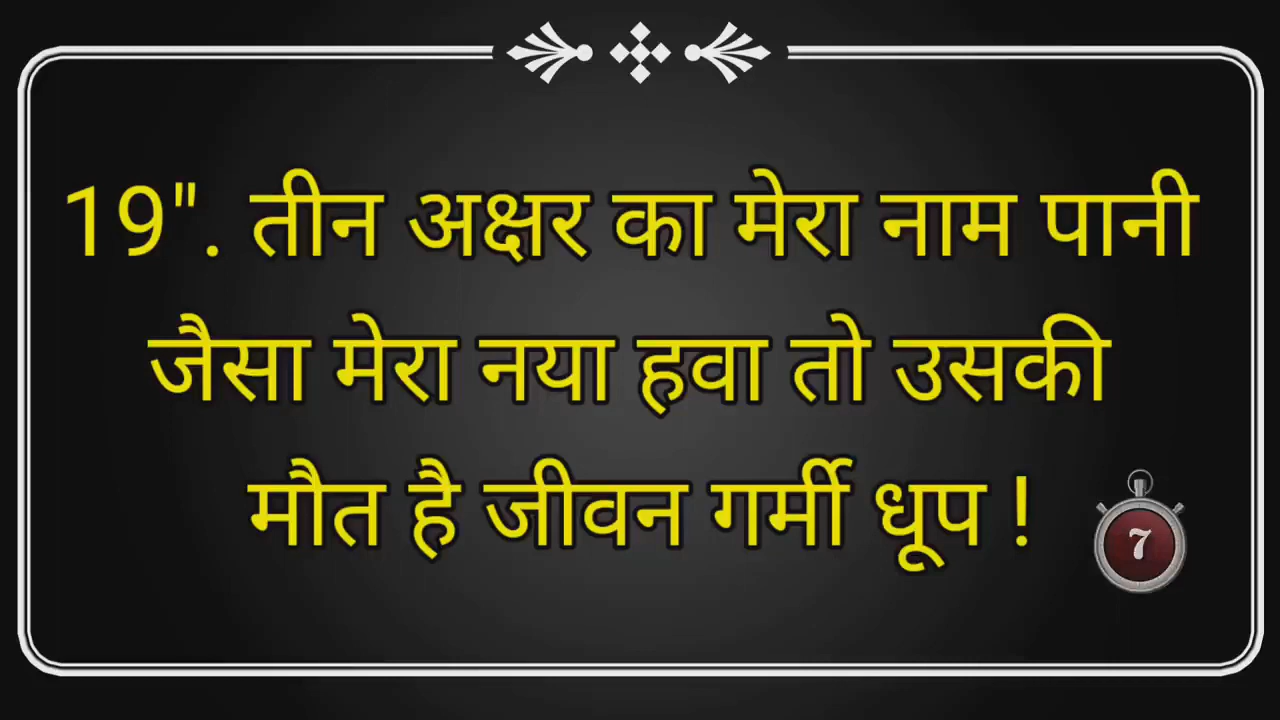 19". तीन अक्षर का मेरा नाम पानी
जैसा मेरा नया हवा तो उसकी
मौत है जीवन गर्मी धूप !
7